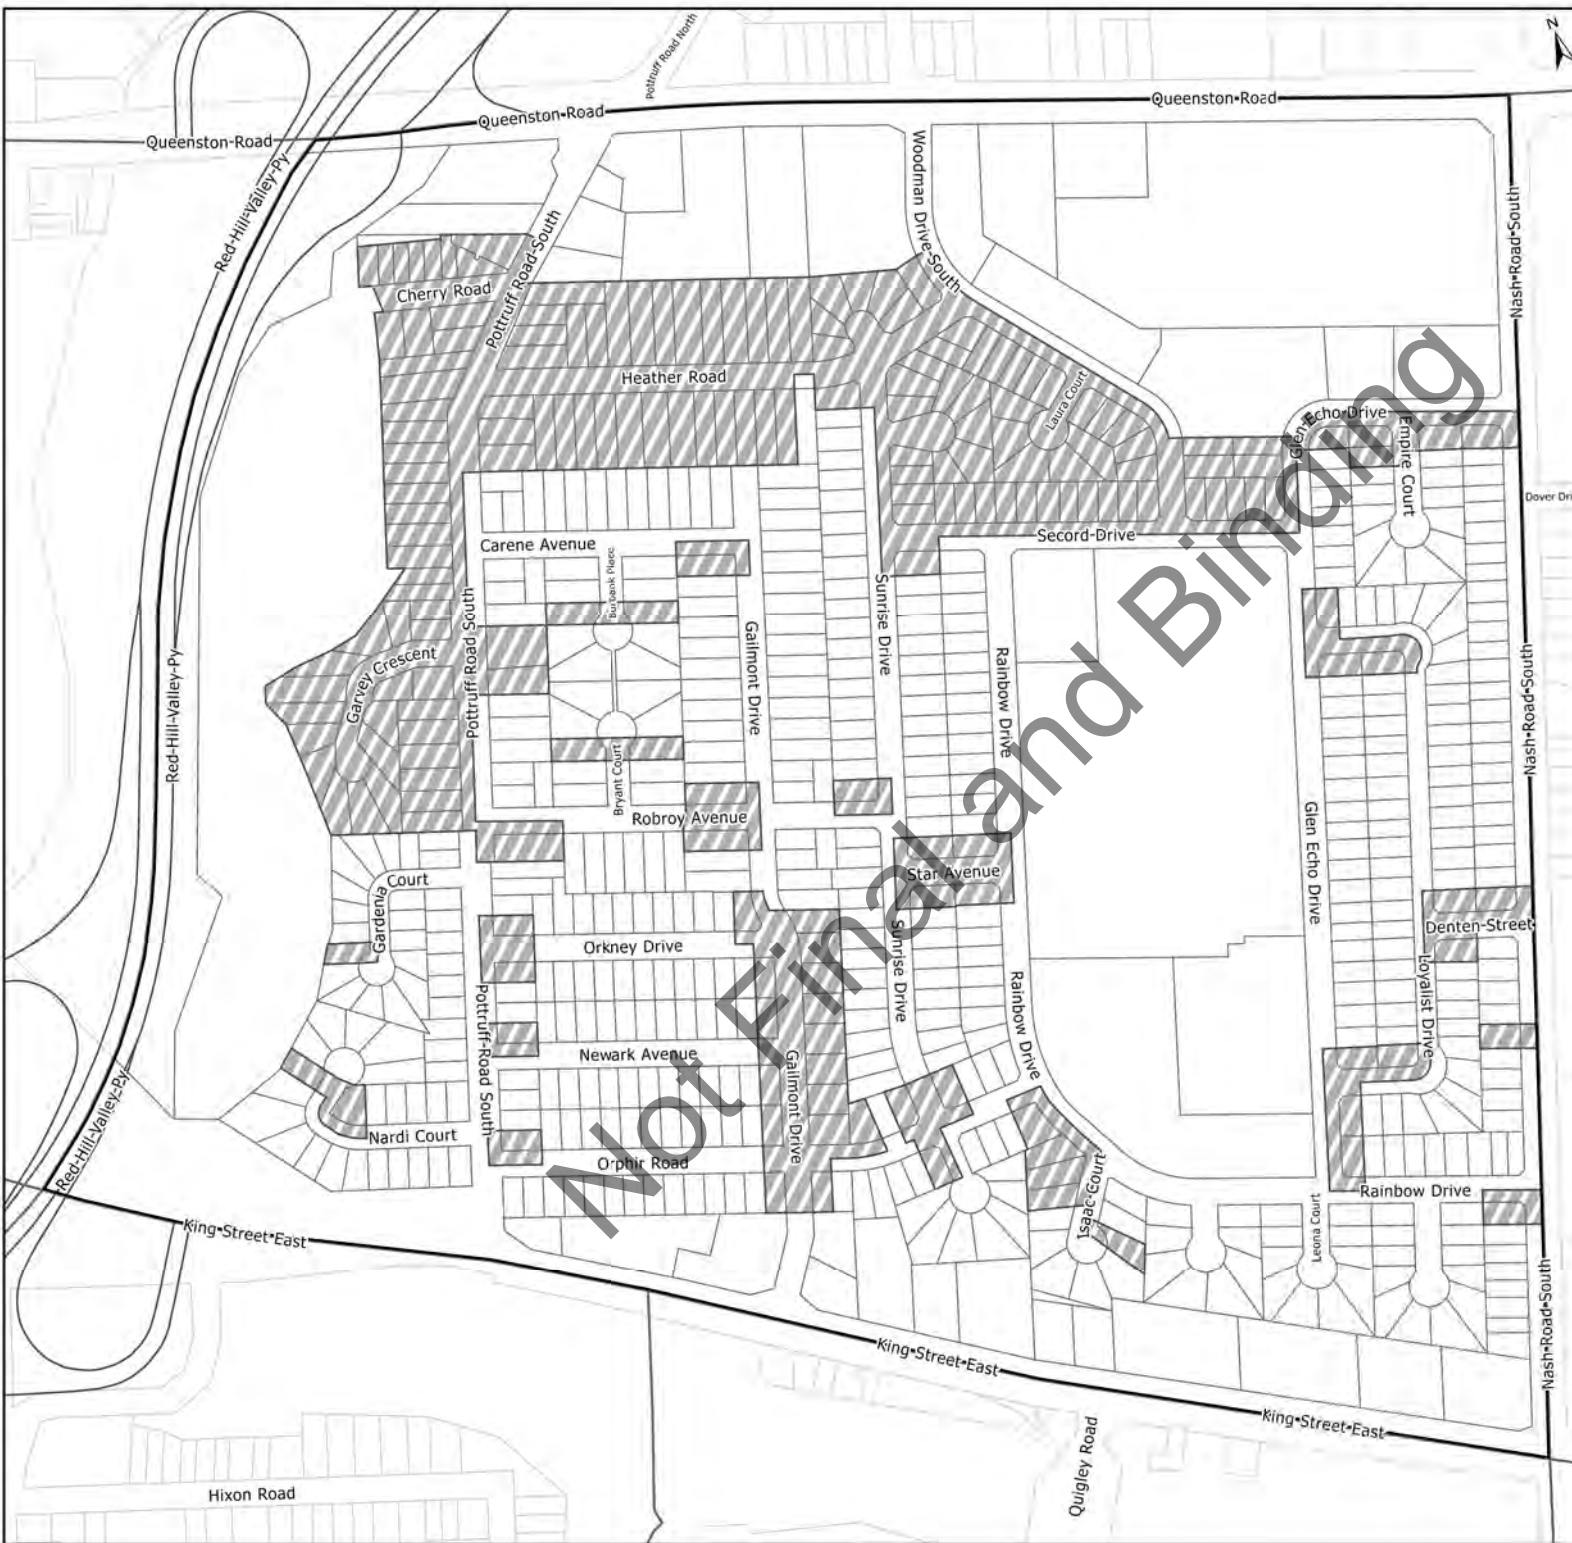 Pottruff Road North
N
Queenston Road
Queenston Road
Queenston Road
Woodman Drive South
Red-Hill-Valley-Py
Pottruff Road-South
Nash-Road-South
Cherry Road
Heather Road
Laura Court
Glen-Echo-Drive
Empire Court
Dover Dri
Carene Avenue
Second-Drive
Burbank Place
Sunrise Drive
Pottruff Road South
Gailmont Drive
Rainbow Drive
Garvey Crescent
Nash-Road-South
Red-Hill-Valley-Py
Bryant Court
Robroy Avenue
Glen Echo Drive
Star Avenue
Gardenia Court
Denten-Street
Orkney Drive
Sunrise Drive
Loyalist Drive
Rainbow Drive
Pottruff-Road South
Newark Avenue
Gailmont Drive
Red-Hill-Valley-Py
Nardi Court
Orphir Road
Isaac-Court
Rainbow Drive
Leona Court
King-Street-East
Nash-Road-South
King-Street-East
King-Street-East
Quigley Road
Hixon Road
Not Final and Binding